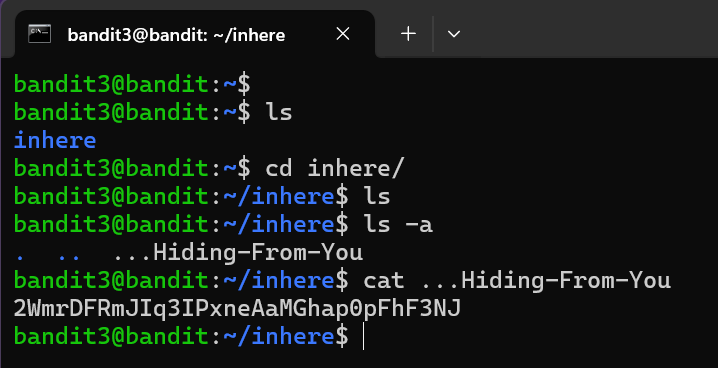 bandit3@bandit: ~/inhere
bandit3@bandit:~$
bandit3@bandit:~$ ls
inhere
bandit3@bandit:~$ cd inhere/
bandit3@bandit:~/inhere$ ls
bandit3@bandit:~/inhere$ ls -a
.  ..  ...Hiding-From-You
bandit3@bandit:~/inhere$ cat ...Hiding-From-You
2WmrDFRmJIq3IPxneAaMGhap0pFhF3NJ
bandit3@bandit:~/inhere$